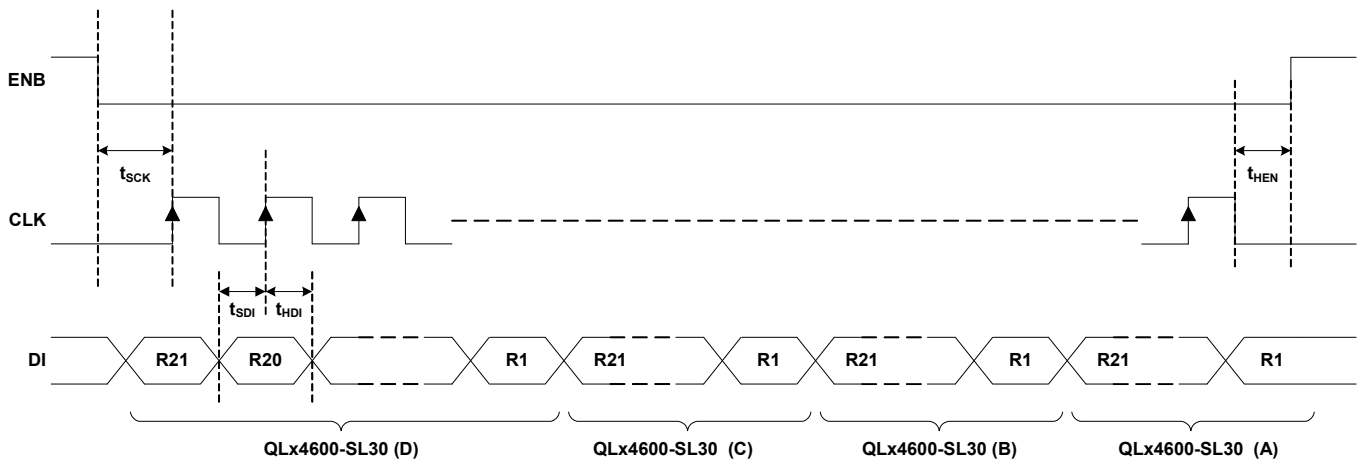 ENB
tSCK
tHEN
CLK
tSDI
tHDI
DI
R21
R20
R1
R21
R1
R21
R1
R21
R1
QLx4600-SL30 (D)
QLx4600-SL30 (C)
QLx4600-SL30 (B)
QLx4600-SL30 (A)